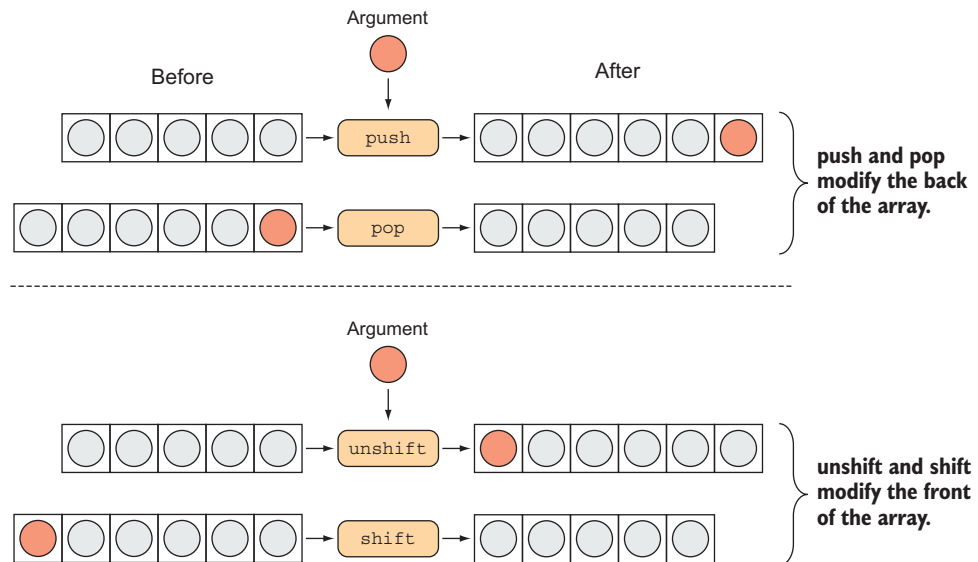 Argument
Before
After
push
push and pop
modify the back
of the array.
pop
Argument
unshift
unshift and shift
modify the front
of the array.
shift